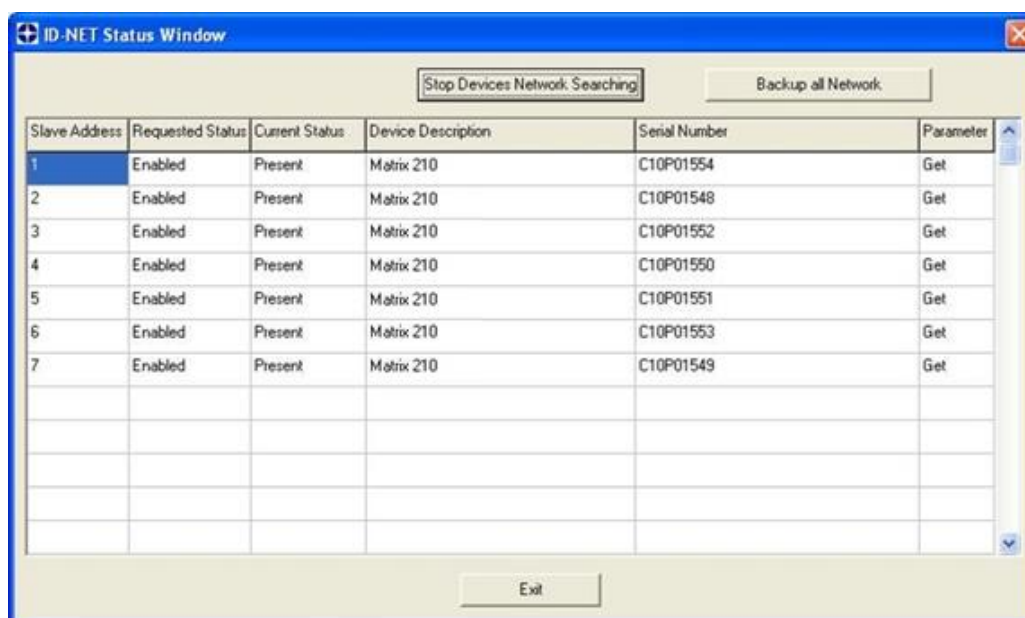 ID-NET Status Window
Stop Devices Network Searching Backup all Network
Slave Address Requested Status Current Status Device Description Serial Number Parameter
1 Enabled Present Matrix 210 C10P01554 Get
2 Enabled Present Matrix 210 C10P01548 Get
3 Enabled Present Matrix 210 C10P01552 Get
4 Enabled Present Matrix 210 C10P01550 Get
5 Enabled Present Matrix 210 C10P01551 Get
6 Enabled Present Matrix 210 C10P01553 Get
7 Enabled Present Matrix 210 C10P01549 Get
Exit